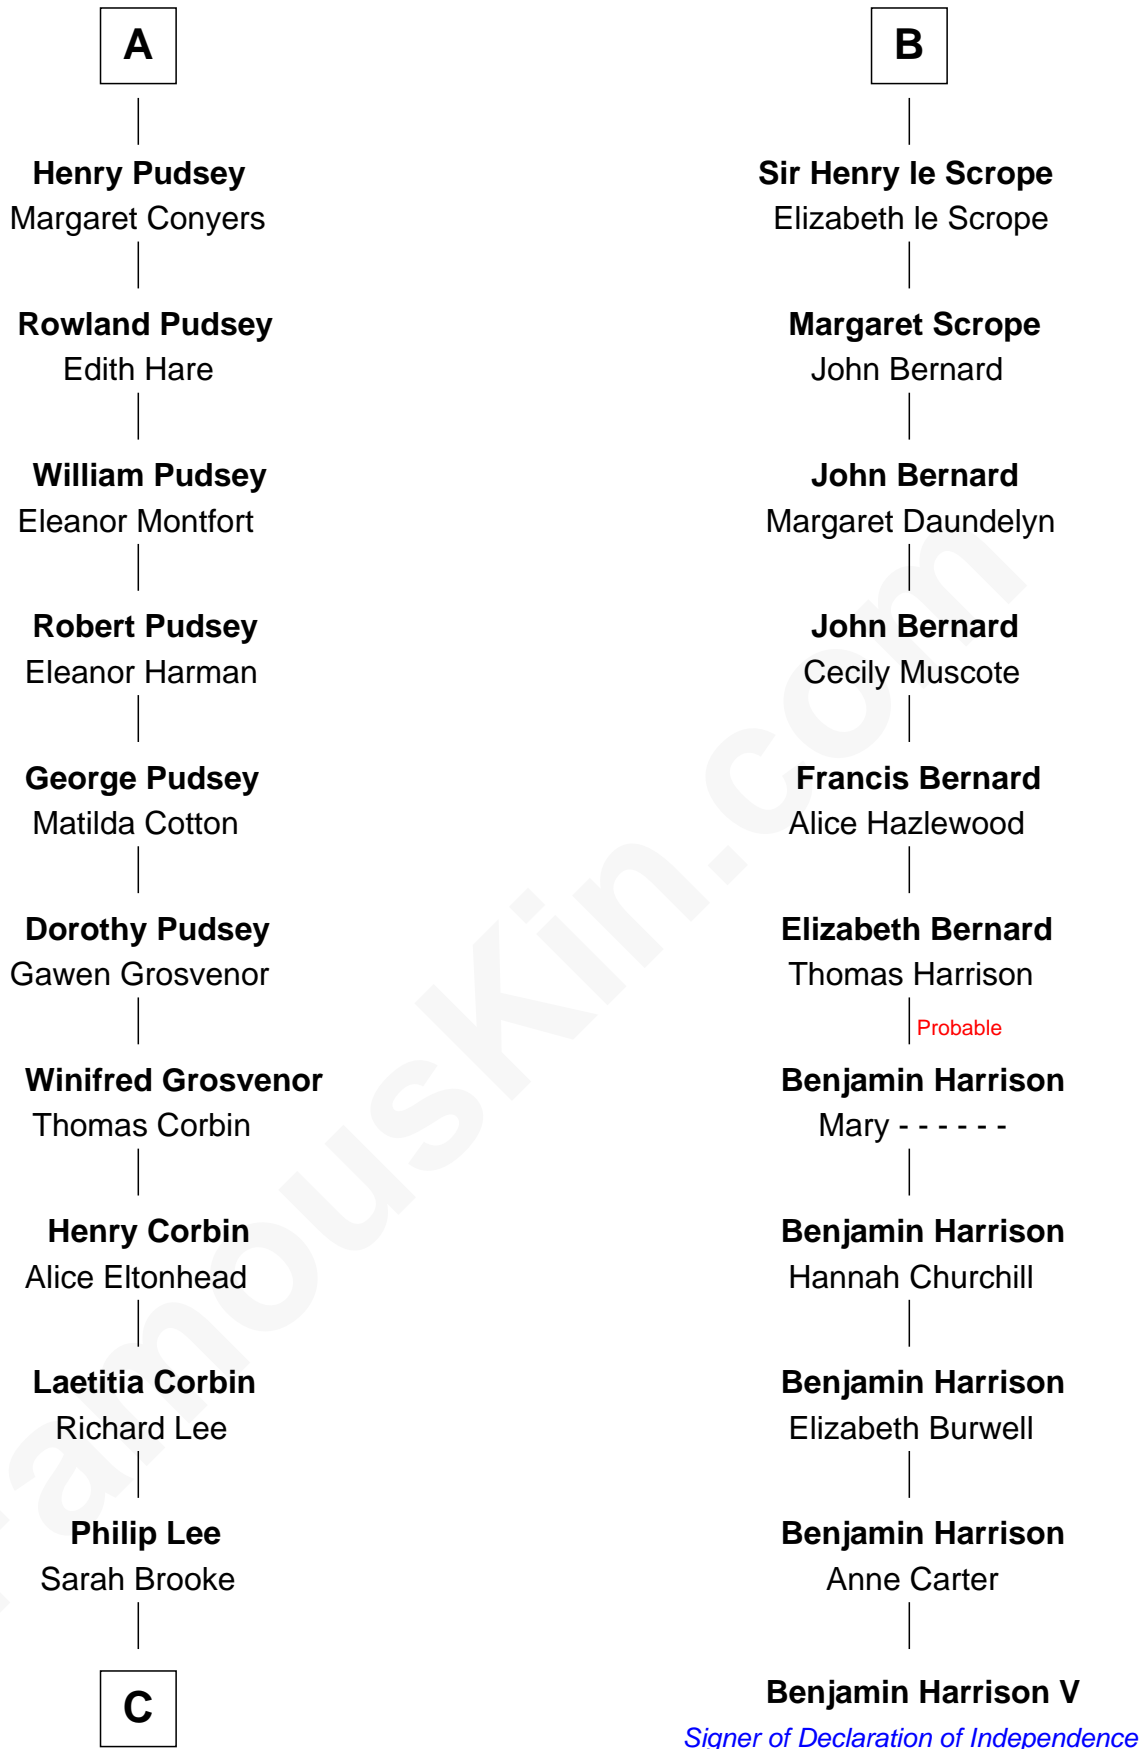 A
Henry Pudsey
Margaret Conyers
Rowland Pudsey
Edith Hare
William Pudsey
Eleanor Montfort
Robert Pudsey
Eleanor Harman
George Pudsey
Matilda Cotton
Dorothy Pudsey
Gawen Grosvenor
Winifred Grosvenor
Thomas Corbin
Henry Corbin
Alice Eltonhead
Laetitia Corbin
Richard Lee
Philip Lee
Sarah Brooke
C
B
Sir Henry le Scrope
Elizabeth le Scrope
Margaret Scrope
John Bernard
John Bernard
Margaret Daundelyn
John Bernard
Cecily Muscote
Francis Bernard
Alice Hazlewood
Elizabeth Bernard
Thomas Harrison
Probable
Benjamin Harrison
Mary - - - - - -
Benjamin Harrison
Hannah Churchill
Benjamin Harrison
Elizabeth Burwell
Benjamin Harrison
Anne Carter
Benjamin Harrison V
Signer of Declaration of Independence
FamousKin.com